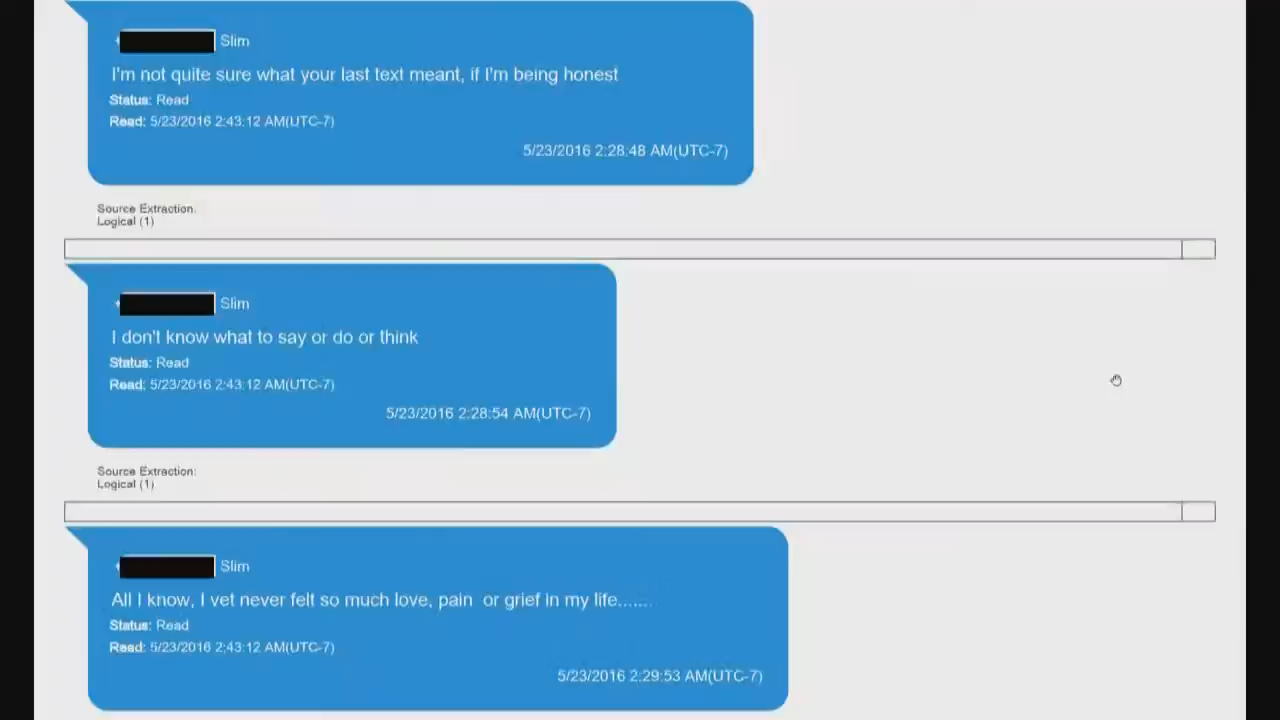 Slim
I'm not quite sure what your last text meant, if I'm being honest
Status: Read
Read: 5/23/2016 2:43:12 AM(UTC-7)
5/23/2016 2:28:48 AM(UTC-7)
Source Extraction:
Logical (1)
Slim
I don't know what to say or do or think
Status: Read
Read: 5/23/2016 2:43:12 AM(UTC-7)
5/23/2016 2:28:54 AM(UTC-7)
Source Extraction:
Logical (1)
Slim
All I know, I vet never felt so much love, pain or grief in my life......
Status: Read
Read: 5/23/2016 2:43:12 AM(UTC-7)
5/23/2016 2:29:53 AM(UTC-7)